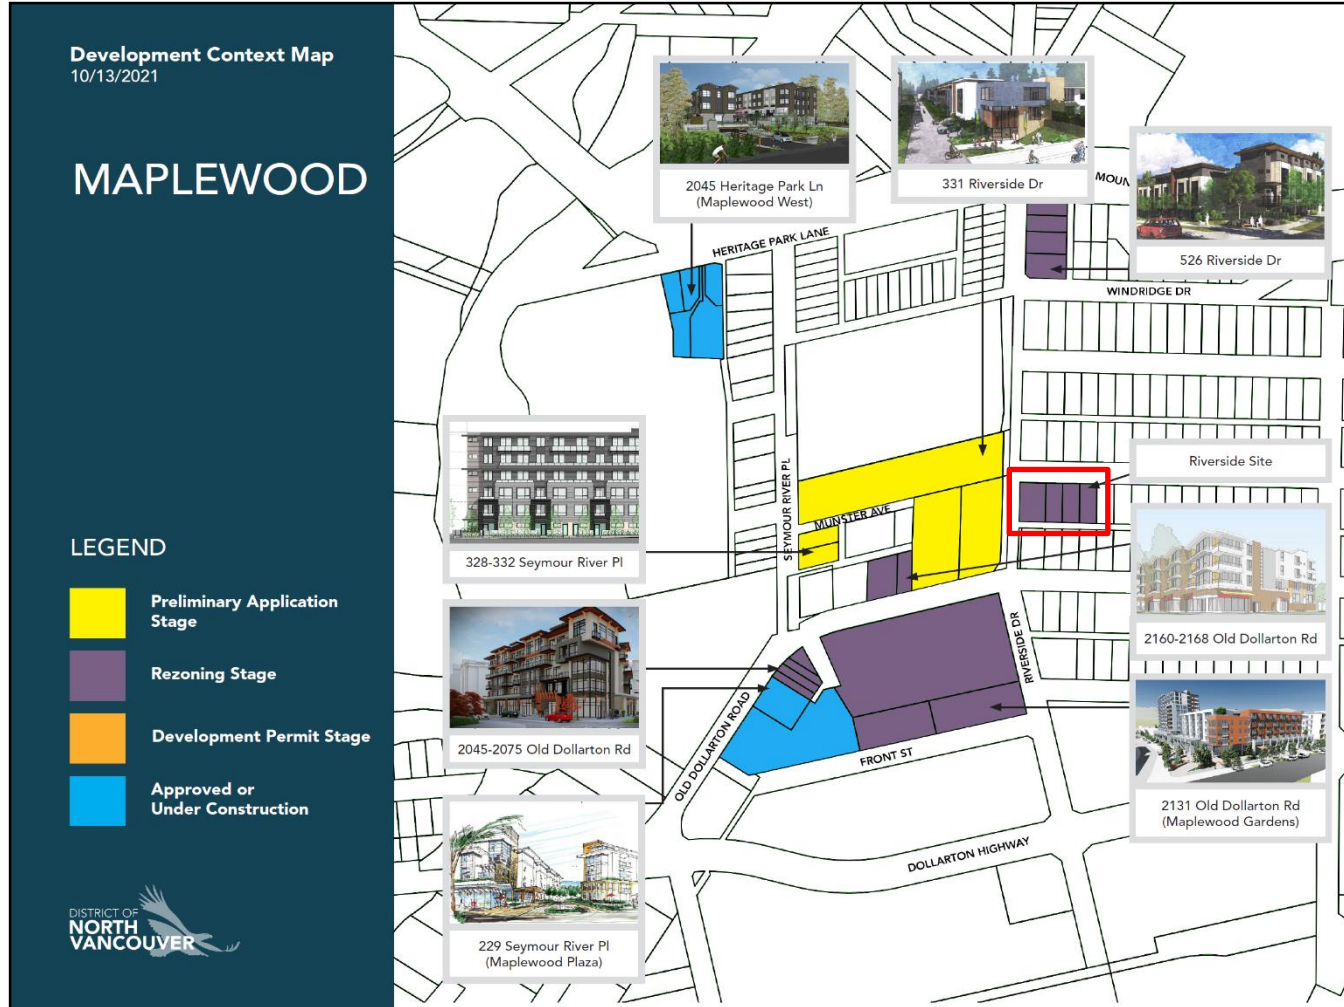 Development Context Map
10/13/2021
MAPLEWOOD
LEGEND
Preliminary Application
Stage
Rezoning Stage
Development Permit Stage
Approved or
Under Construction
DISTRICT OF
NORTH
VANCOUVER
2045 Heritage Park Ln
(Maplewood West)
331 Riverside Dr
MOUN
526 Riverside Dr
HERITAGE PARK LANE
WINDRIDGE DR
SEYMOUR RIVER PL
Riverside Site
MUNSTER AVE
328-332 Seymour River Pl
2160-2168 Old Dollarton Rd
RIVERSIDE DR
2045-2075 Old Dollarton Rd
OLD DOLLARTON ROAD
FRONT ST
2131 Old Dollarton Rd
(Maplewood Gardens)
DOLLARTON HIGHWAY
229 Seymour River Pl
(Maplewood Plaza)